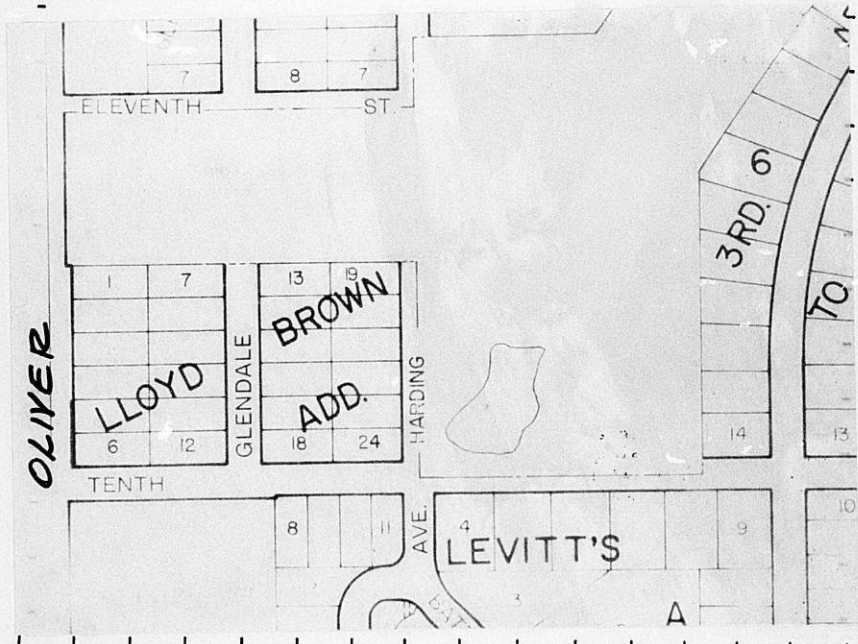 7
8
7
ELEVENTH ST.
6
3RD.
TO
1
7
13
19
BROWN
LLOYD
ADD.
GLENDALE
HARDING
OLIVER
6
12
18
24
14
13
TENTH
8
11
AVE.
4
LEVITT'S
9
10
3
A